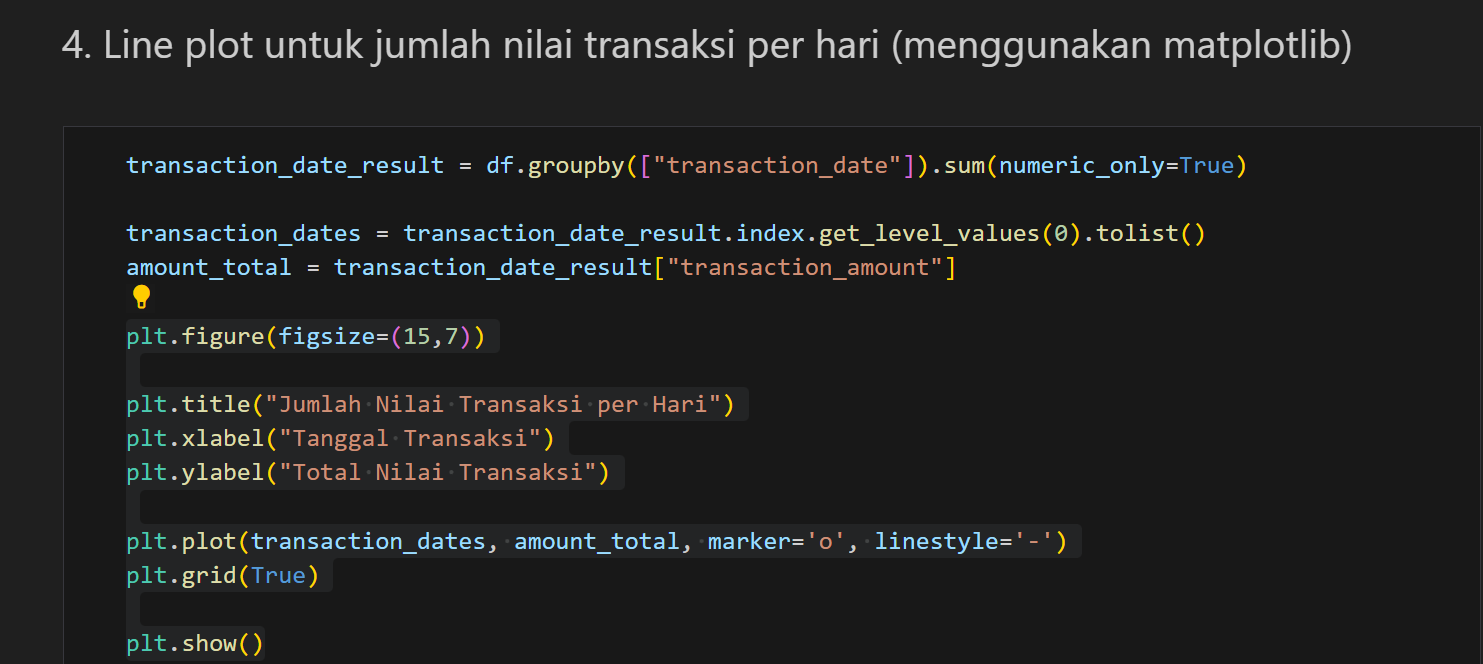 4. Line plot untuk jumlah nilai transaksi per hari (menggunakan matplotlib)
transaction_date_result = df.groupby(["transaction_date"]).sum(numeric_only=True)
transaction_dates = transaction_date_result.index.get_level_values(0).tolist()
amount_total = transaction_date_result["transaction_amount"]
plt.figure(figsize=(15,7))
plt.title("Jumlah Nilai Transaksi per Hari")
plt.xlabel("Tanggal Transaksi")
plt.ylabel("Total Nilai Transaksi")
plt.plot(transaction_dates, amount_total, marker='o', linestyle='-')
plt.grid(True)
plt.show()